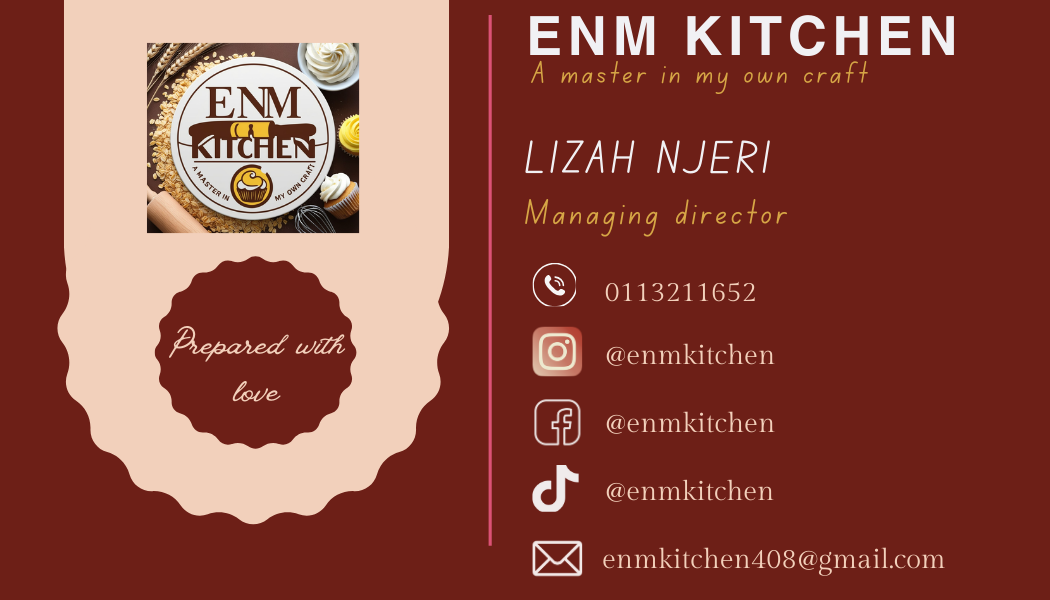 ENM
KITCHEN
A MASTER IN MY OWN CRAFT
Prepared with
love
ENM KITCHEN
A master in my own craft
LIZAH NJERI
Managing director
0113211652
@enmkitchen
@enmkitchen
@enmkitchen
enmkitchen408@gmail.com